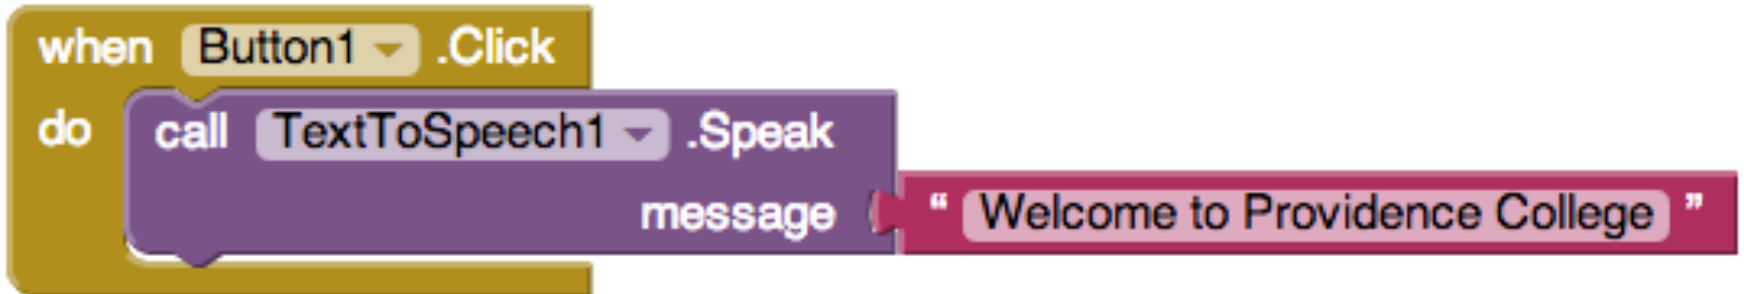 when Button1 .Click
do call TextToSpeech1 .Speak
message “ Welcome to Providence College ”